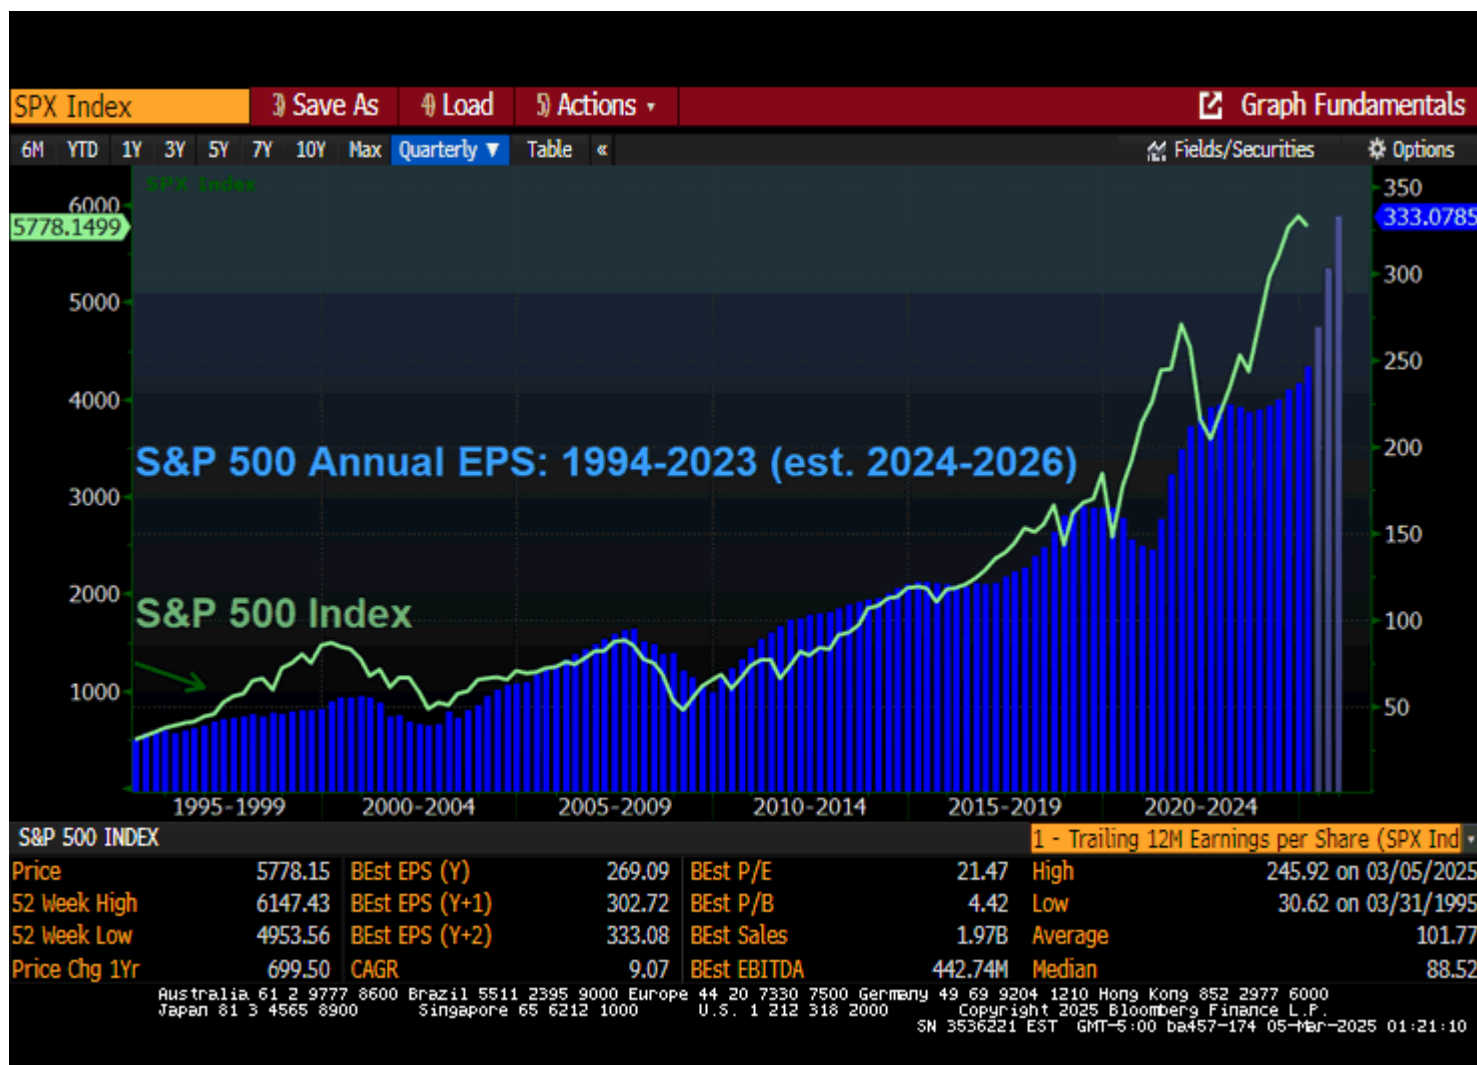 SPX Index 3) Save As 4) Load 5) Actions Graph Fundamentals
6M YTD 1Y 3Y 5Y 7Y 10Y Max Quarterly ▼ Table « Fields/Securities Options
SPX Index
6000 350
5778.1499 333.0785
300
5000
250
4000
200
S&P 500 Annual EPS: 1994-2023 (est. 2024-2026)
3000
150
2000
S&P 500 Index
100
1000
50
1995-1999 2000-2004 2005-2009 2010-2014 2015-2019 2020-2024
S&P 500 INDEX 1 - Trailing 12M Earnings per Share (SPX Ind
Price 5778.15 BEst EPS (Y) 269.09 BEst P/E 21.47 High 245.92 on 03/05/2025
52 Week High 6147.43 BEst EPS (Y+1) 302.72 BEst P/B 4.42 Low 30.62 on 03/31/1995
52 Week Low 4953.56 BEst EPS (Y+2) 333.08 BEst Sales 1.97B Average 101.77
Price Chg 1Yr 699.50 CAGR 9.07 BEst EBITDA 442.74M Median 88.52
Australia 61 2 9777 8600 Brazil 5511 2395 9000 Europe 44 20 7330 7500 Germany 49 69 9204 1210 Hong Kong 852 2977 6000
Japan 81 3 4565 8900 Singapore 65 6212 1000 U.S. 1 212 318 2000 Copyright 2025 Bloomberg Finance L.P.
SN 3536221 EST GMT-5:00 ba457-174 05-Mar-2025 01:21:10